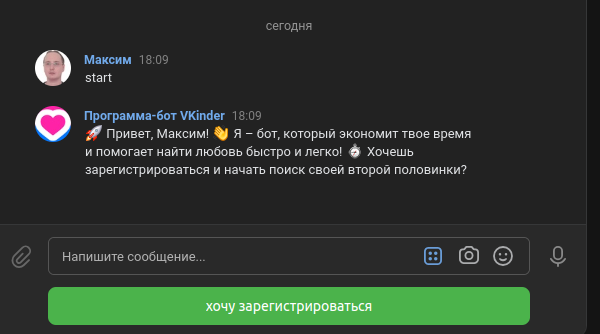 сегодня
Максим 18:09
start
Программа-бот VKinder 18:09
🚀 Привет, Максим! 👋 Я – бот, который экономит твое время
и помогает найти любовь быстро и легко! ⏱ Хочешь
зарегистрироваться и начать поиск своей второй половинки?
Напишите сообщение...
хочу зарегистрироваться